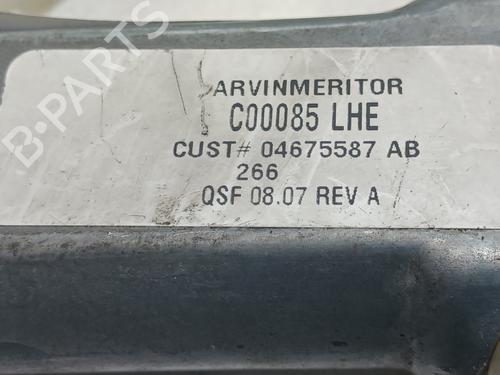 ARVINMERITOR
C00085 LHE
CUST# 04675587 AB
266
QSF 08.07 REV A
B-PARTS